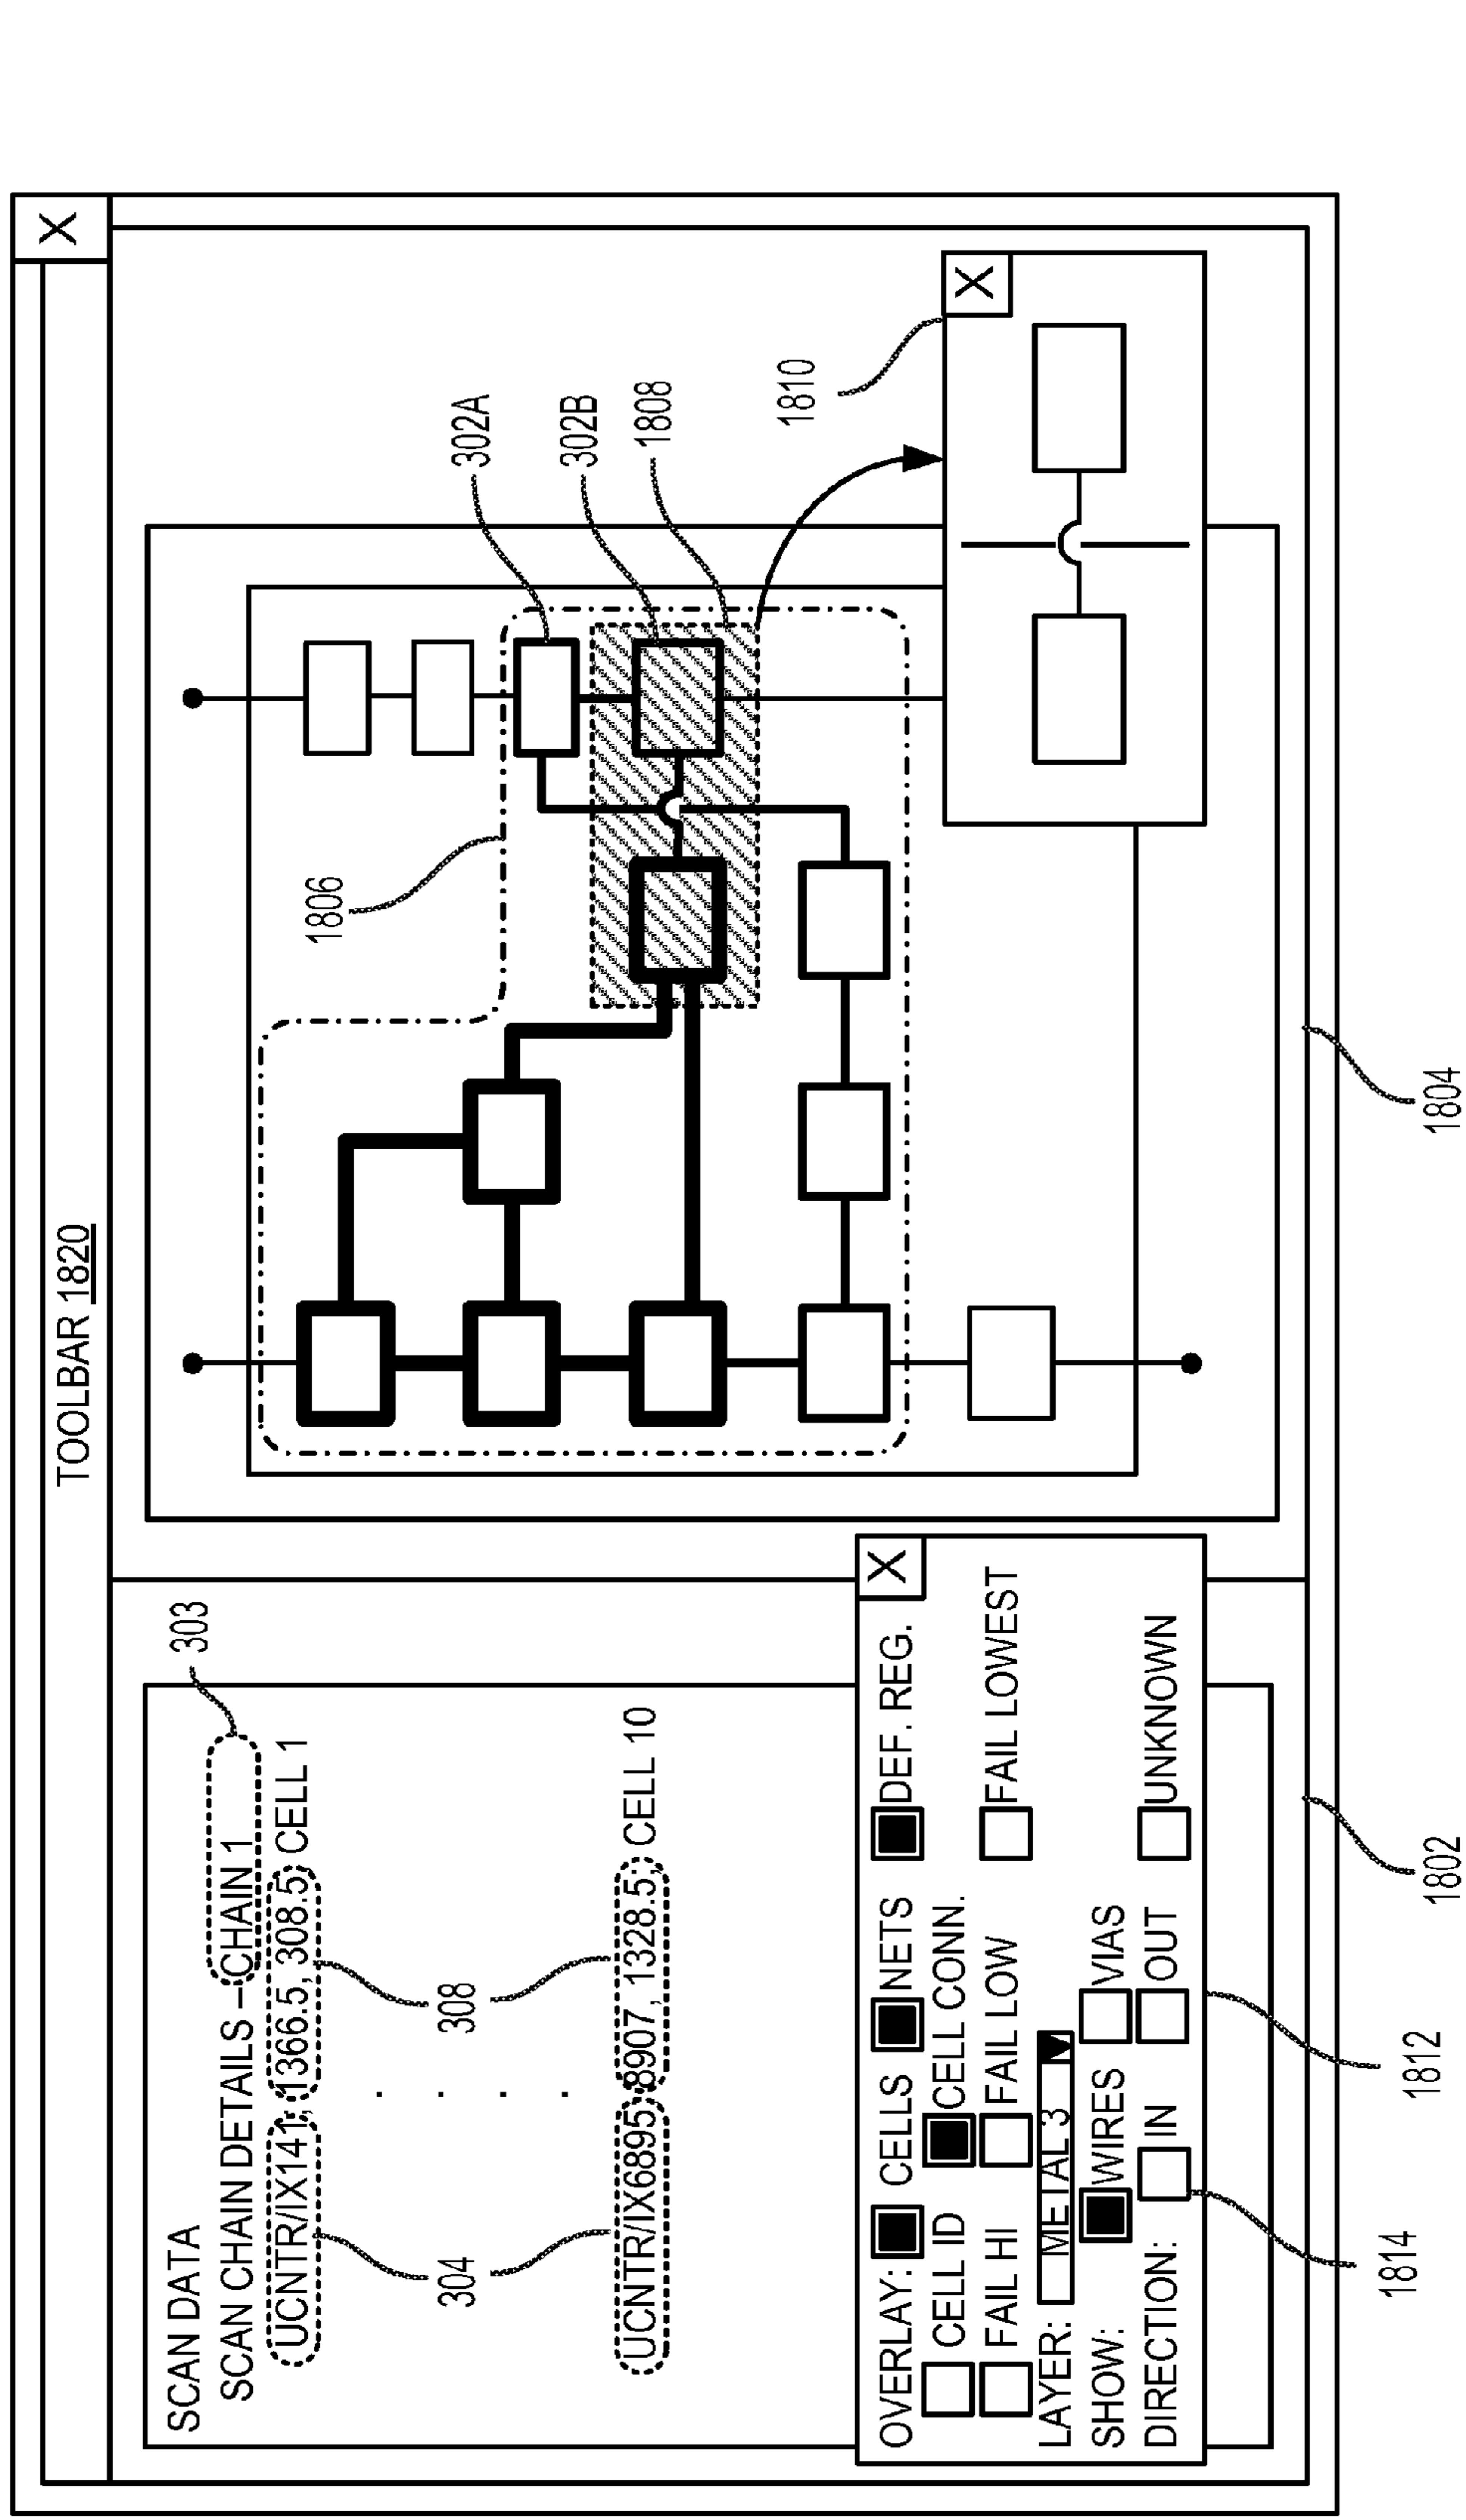 X
TOOLBAR 1820
SCAN DATA
SCAN CHAIN DETAILS – CHAIN 1
303
UCNTR/IX141; 1366.5, 308.5; CELL 1
304
308
. . . .
UCNTR/IX6895; 8907, 1328.5; CELL 10
X
OVERLAY: CELLS NETS DEF. REG.
CELL ID CELL CONN.
FAIL HI FAIL LOW FAIL LOWEST
LAYER: METAL 3
SHOW: WIRES VIAS
DIRECTION: IN OUT UNKNOWN
1814
1812
1802
1806
302A
302B
1808
1810
X
1804